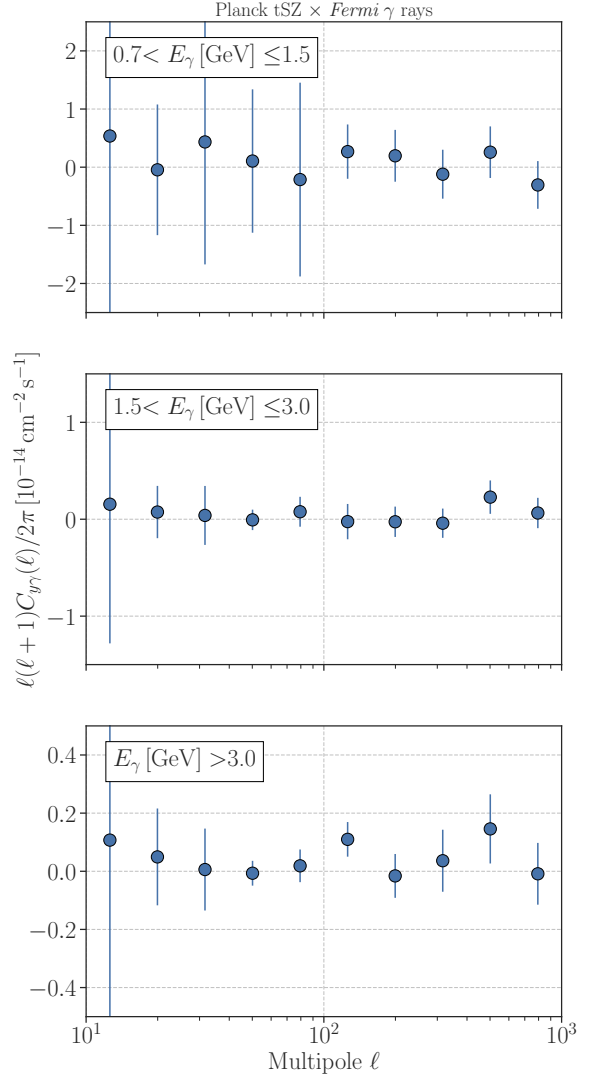 Planck tSZ × Fermi γ rays
0.7< E_γ [GeV] ≤1.5
2
1
0
−1
−2
1.5< E_γ [GeV] ≤3.0
1
0
−1
ℓ(ℓ + 1)C_{yγ}(ℓ)/2π [10^{−14} cm^{−2} s^{−1}]
E_γ [GeV] >3.0
0.4
0.2
0.0
−0.2
−0.4
10^1 10^2 10^3
Multipole ℓ